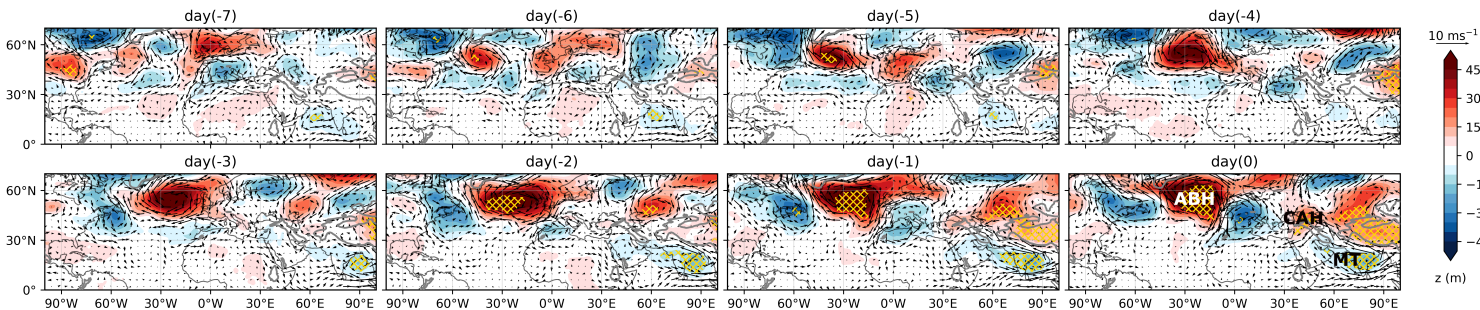 day(-7) day(-6) day(-5) day(-4)
10 ms⁻¹
60°N
30°N
0°
45
30
15
0
−1
−3
−4
z (m)
day(-3) day(-2) day(-1) day(0)
60°N
30°N
0°
ABH
CAH
MT
90°W 60°W 30°W 0°W 30°E 60°E 90°E 90°W 60°W 30°W 0°W 30°E 60°E 90°E 90°W 60°W 30°W 0°W 30°E 60°E 90°E 90°W 60°W 30°W 0°W 30°E 60°E 90°E